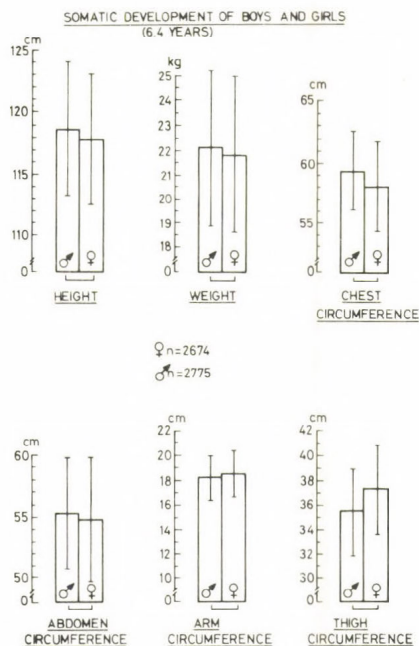 SOMATIC DEVELOPMENT OF BOYS AND GIRLS
(6.4 YEARS)
cm
125
120
115
110
0
♂ ♀
HEIGHT
kg
25
24
23
22
21
20
19
18
0
♂ ♀
WEIGHT
cm
65
60
55
0
♂ ♀
CHEST
CIRCUMFERENCE
♀ n=2674
♂ n=2775
cm
60
55
50
0
♂ ♀
ABDOMEN
CIRCUMFERENCE
cm
22
20
18
16
14
12
10
0
♂ ♀
ARM
CIRCUMFERENCE
cm
42
40
38
36
34
32
30
0
♂ ♀
THIGH
CIRCUMFERENCE